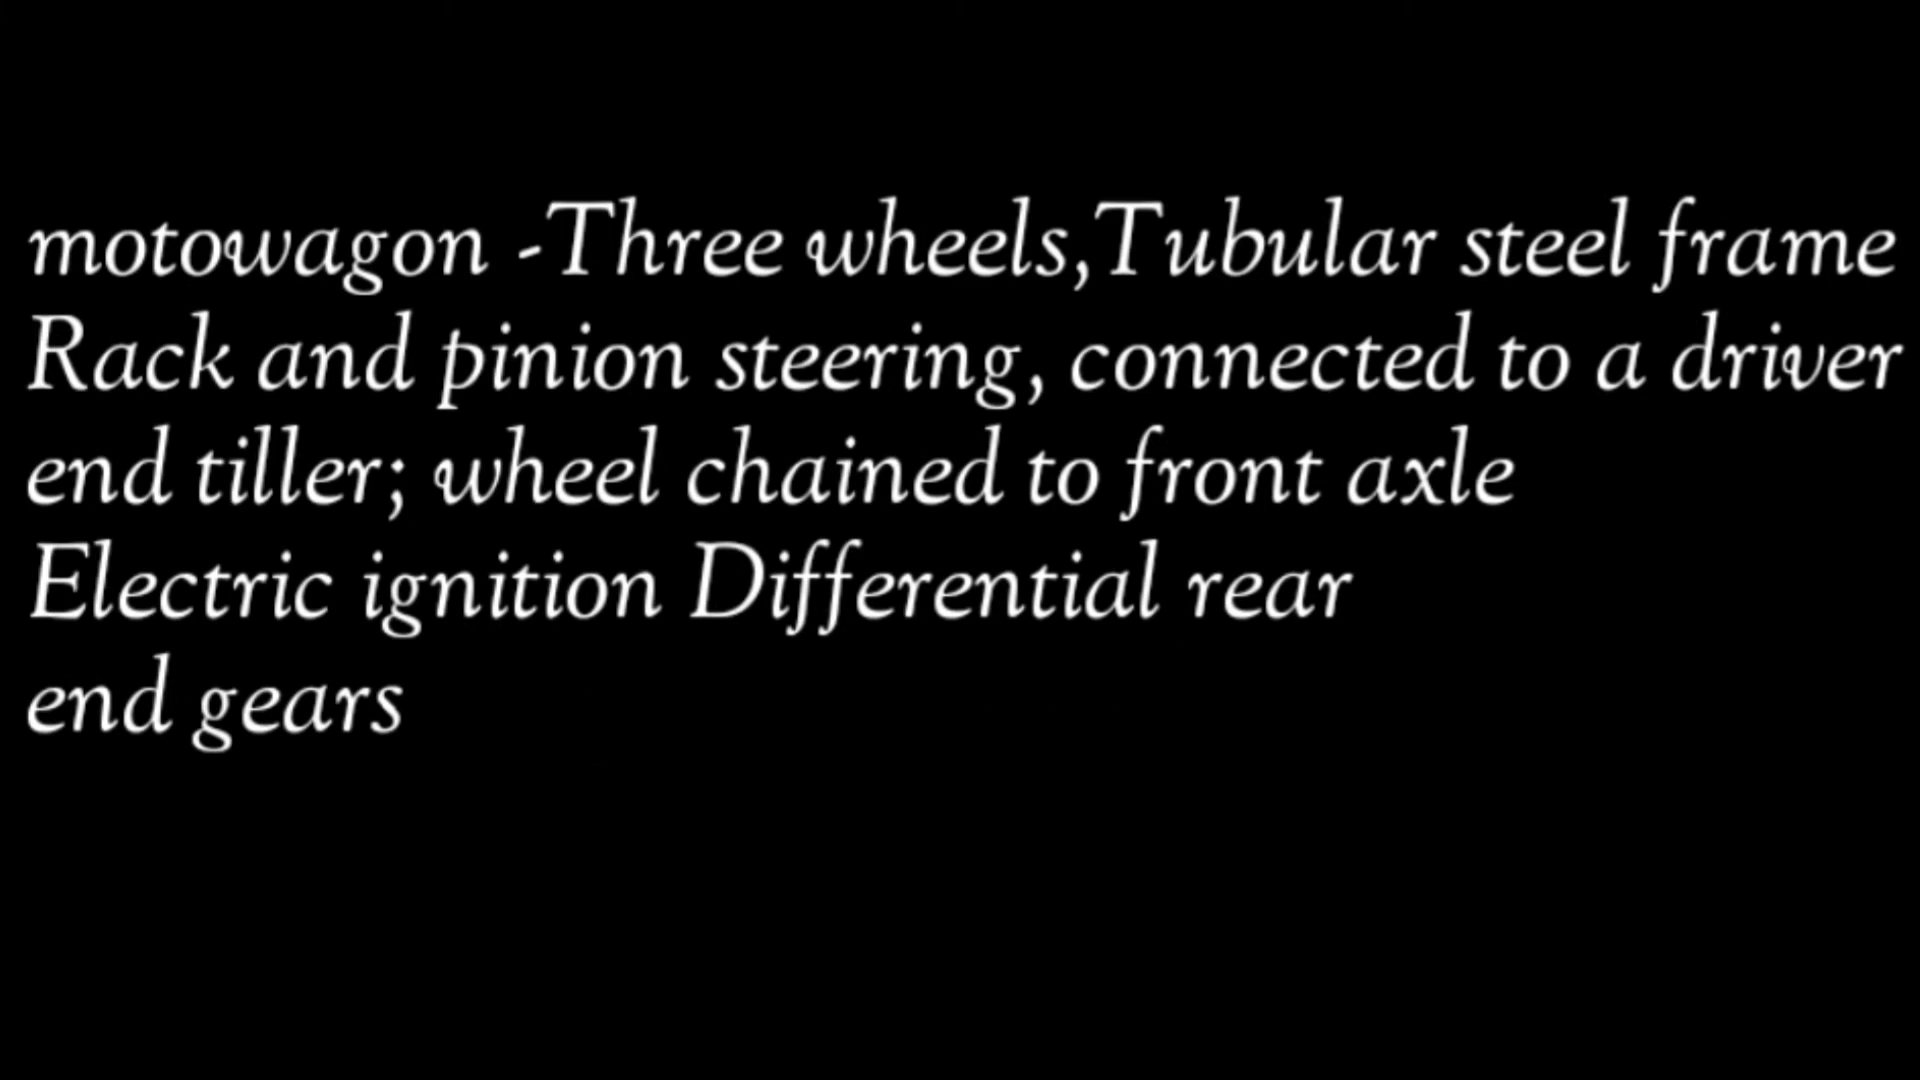 motowagon -Three wheels,Tubular steel frame
Rack and pinion steering, connected to a driver
end tiller; wheel chained to front axle
Electric ignition Differential rear
end gears